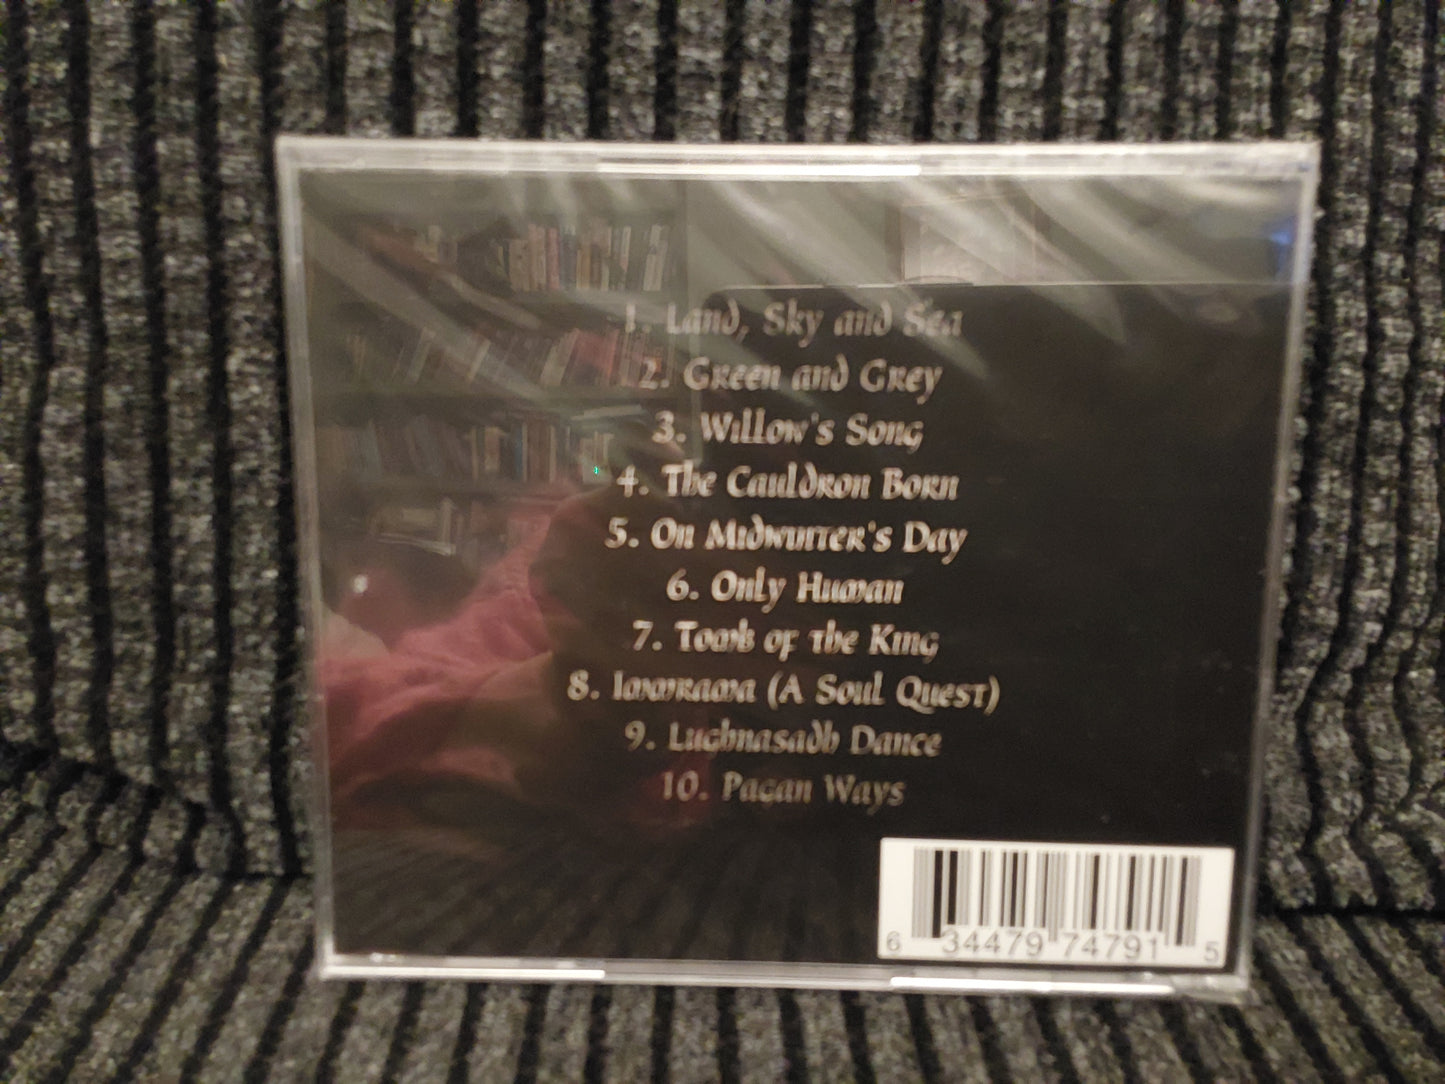 1. Land, Sky and Sea
2. Green and Grey
3. Willow's Song
4. The Cauldron Born
5. On Midwinter's Day
6. Only Human
7. Tomb of the King
8. Immrama (A Soul Quest)
9. Lughnasadh Dance
10. Pagan Ways
6 34479 74791 5